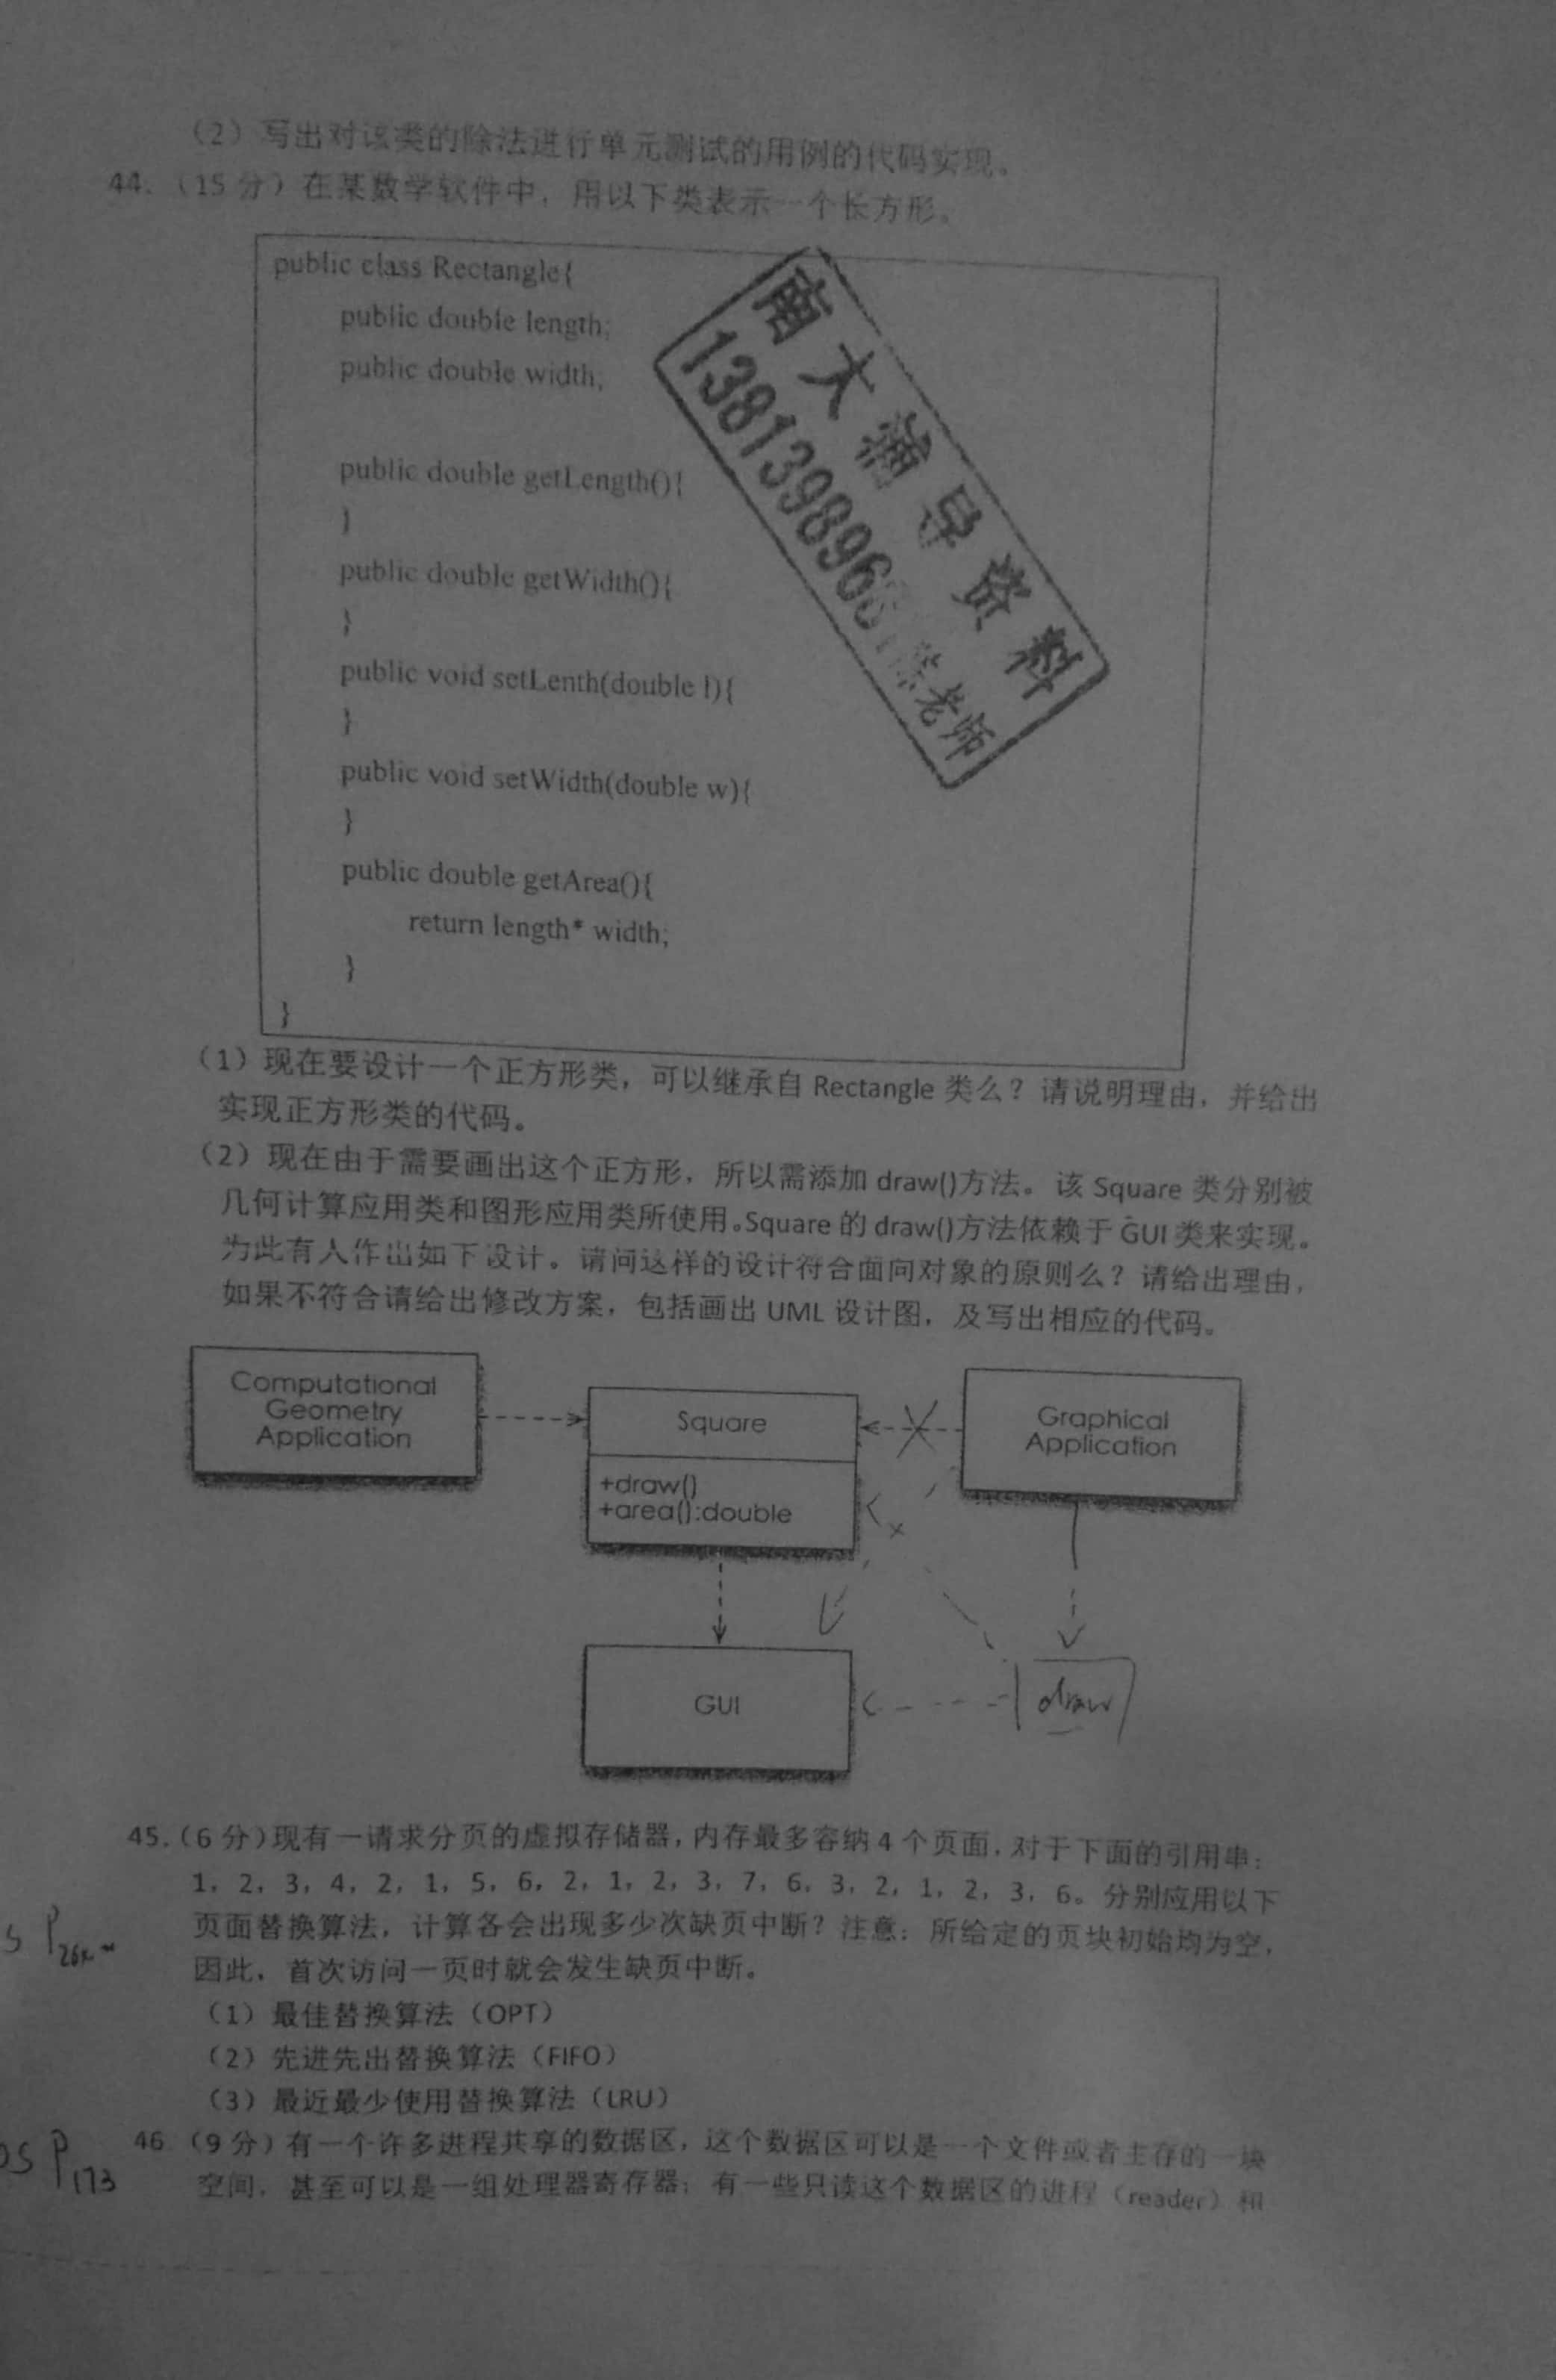 （2）写出对该类的除法进行单元测试的用例的代码实现。
44.（15 分）在某数学软件中，用以下类表示一个长方形。
public class Rectangle{
public double length;
public double width;
public double getLength(){
}
public double getWidth(){
}
public void setLenth(double l){
}
public void setWidth(double w){
}
public double getArea(){
return length* width;
}
}
南大辅导资料
陈老师
（1）现在要设计一个正方形类，可以继承自 Rectangle 类么？请说明理由，并给出
实现正方形类的代码。
（2）现在由于需要画出这个正方形，所以需添加 draw()方法。该 Square 类分别被
几何计算应用类和图形应用类所使用。Square 的 draw()方法依赖于 GUI 类来实现。
为此有人作出如下设计。请问这样的设计符合面向对象的原则么？请给出理由，
如果不符合请给出修改方案，包括画出 UML 设计图，及写出相应的代码。
Computational
Geometry
Application
Square
+draw()
+area():double
Graphical
Application
GUI
draw
45.（6 分）现有一请求分页的虚拟存储器，内存最多容纳 4 个页面，对于下面的引用串：
1，2，3，4，2，1，5，6，2，1，2，3，7，6，3，2，1，2，3，6。分别应用以下
页面替换算法，计算各会出现多少次缺页中断？注意：所给定的页块初始均为空，
因此，首次访问一页时就会发生缺页中断。
（1）最佳替换算法（OPT）
（2）先进先出替换算法（FIFO）
（3）最近最少使用替换算法（LRU）
OS P173
46.（9 分）有一个许多进程共享的数据区，这个数据区可以是一个文件或者主存的一块
空间，甚至可以是一组处理器寄存器；有一些只读这个数据区的进程（reader）和